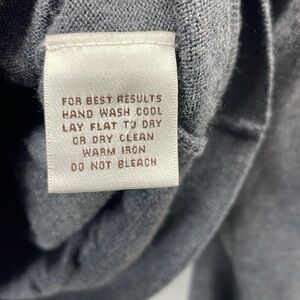 FOR BEST RESULTS
HAND WASH COOL
LAY FLAT TO DRY
OR DRY CLEAN
WARM IRON
DO NOT BLEACH